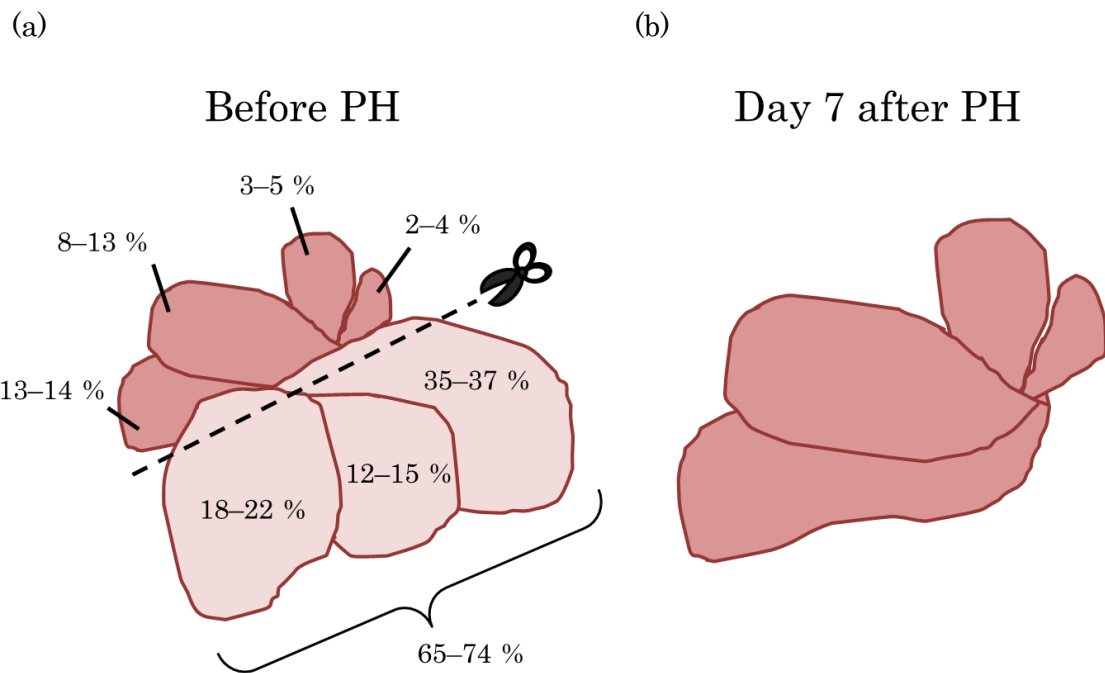 (a)
(b)
Before PH
Day 7 after PH
3–5 %
2–4 %
8–13 %
35–37 %
13–14 %
12–15 %
18–22 %
65–74 %